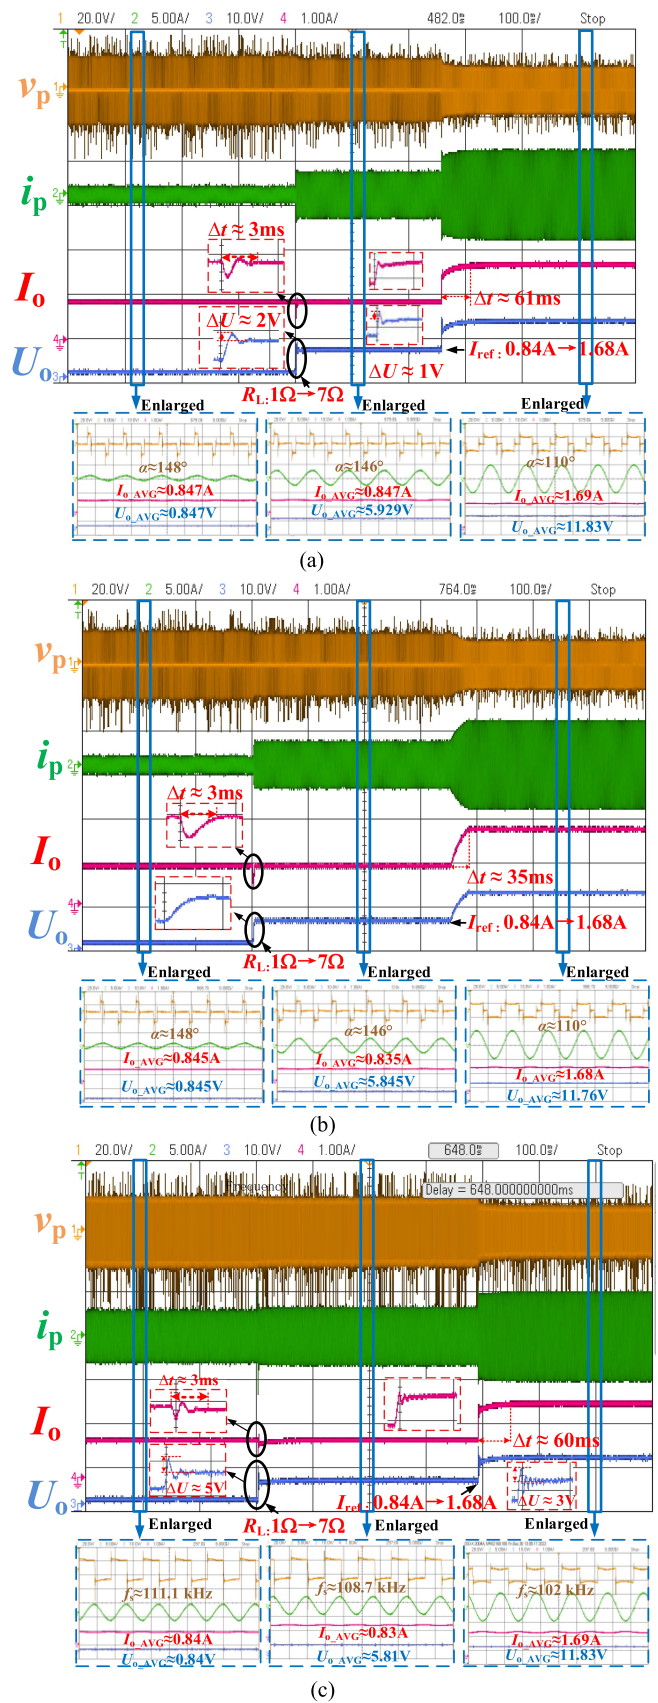 1 20.0V/ 2 5.00A/ 3 10.0V/ 4 1.00A/ 482.0ms 100.0ms/ Stop
vp
ip
Δt ≈ 3ms
Io
Δt ≈ 61ms
ΔU ≈ 2V
Iref : 0.84A→1.68A
Uo
ΔU ≈ 1V
RL:1Ω→7Ω
Enlarged Enlarged Enlarged
α≈148° α≈146° α≈110°
Io_AVG≈0.847A Io_AVG≈0.847A Io_AVG≈1.69A
Uo_AVG≈0.847V Uo_AVG≈5.929V Uo_AVG≈11.83V
(a)
1 20.0V/ 2 5.00A/ 3 10.0V/ 4 1.00A/ 764.0ms 100.0ms/ Stop
vp
ip
Δt ≈ 3ms
Io
Δt ≈ 35ms
Uo
Iref : 0.84A→1.68A
RL:1Ω→7Ω
Enlarged Enlarged Enlarged
α≈148° α≈146° α≈110°
Io_AVG≈0.845A Io_AVG≈0.835A Io_AVG≈1.68A
Uo_AVG≈0.845V Uo_AVG≈5.845V Uo_AVG≈11.76V
(b)
1 20.0V/ 2 5.00A/ 3 10.0V/ 4 1.00A/ 648.0ms 100.0ms/ Stop
Frequency
Delay = 648.000000000ms
vp
ip
Δt ≈ 3ms
Io
Δt ≈ 60ms
Uo
ΔU ≈ 5V
Iref : 0.84A→1.68A
ΔU ≈ 3V
RL:1Ω→7Ω
Enlarged Enlarged Enlarged
fs≈111.1 kHz fs≈108.7 kHz fs≈102 kHz
Io_AVG≈0.84A Io_AVG≈0.83A Io_AVG≈1.69A
Uo_AVG≈0.84V Uo_AVG≈5.81V Uo_AVG≈11.83V
(c)